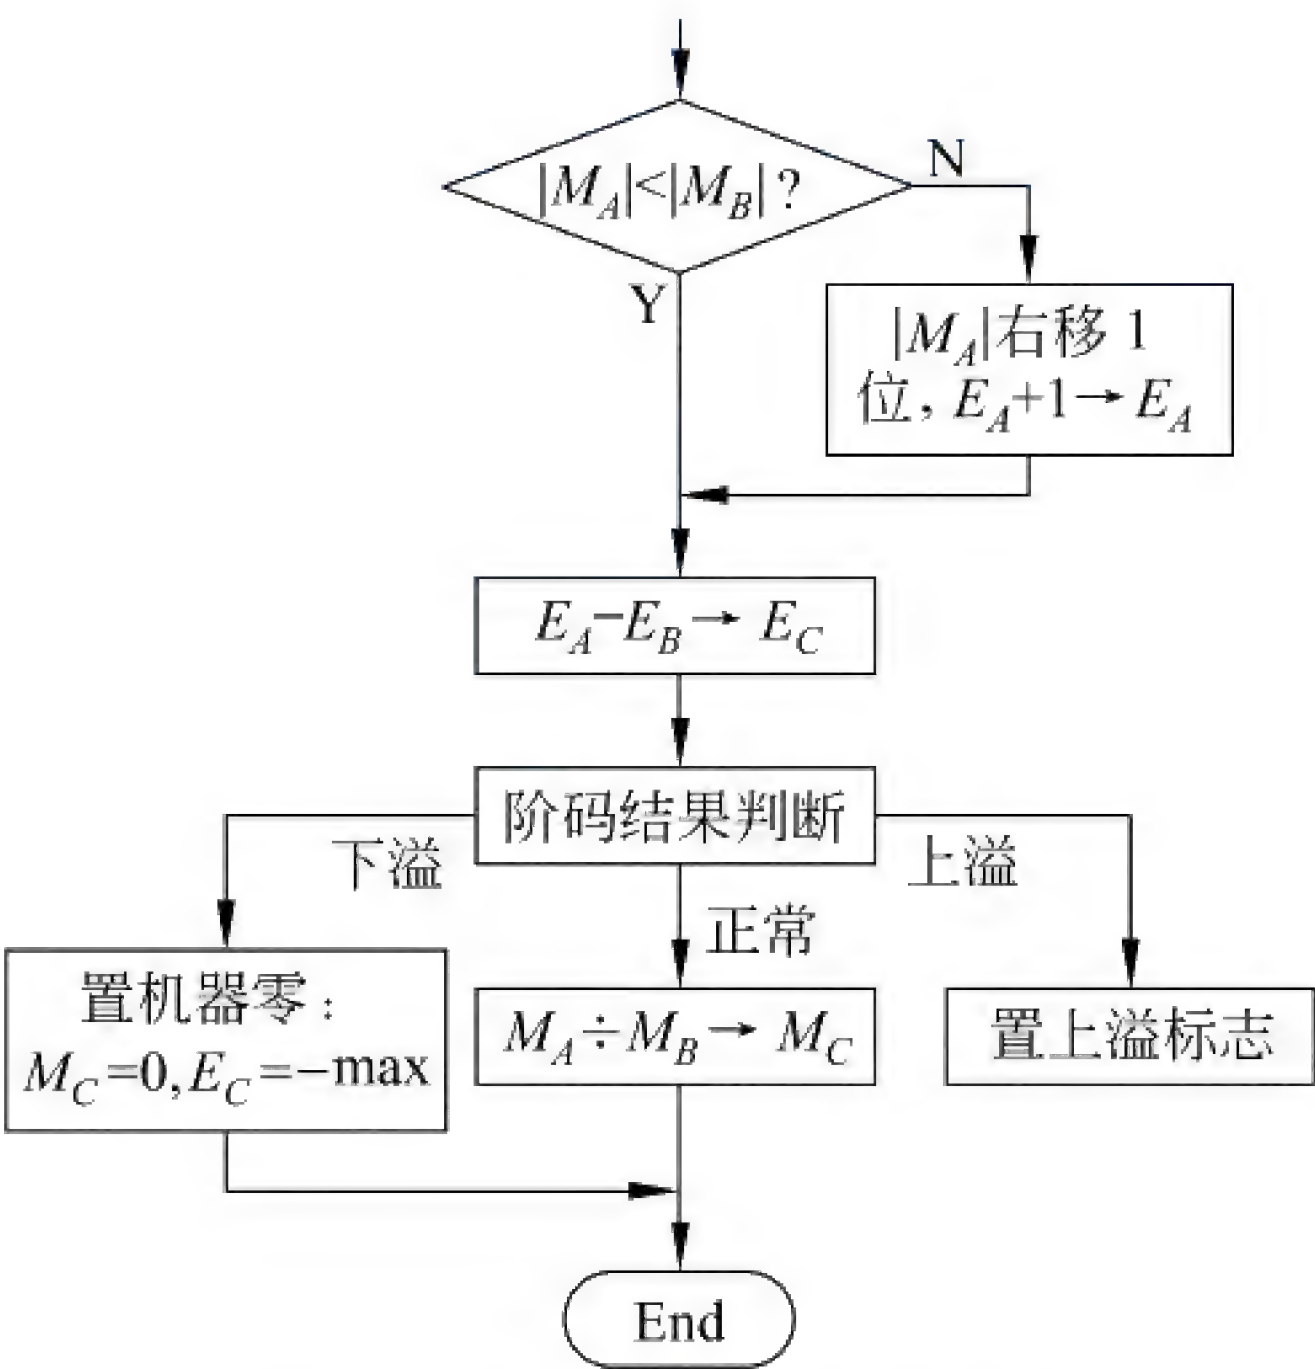 |M_A|<|M_B|?
N
Y
|M_A|右移 1
位, E_A+1→E_A
E_A−E_B→E_C
阶码结果判断
下溢
上溢
正常
置机器零:
M_C=0,E_C=−max
M_A÷M_B→M_C
置上溢标志
End